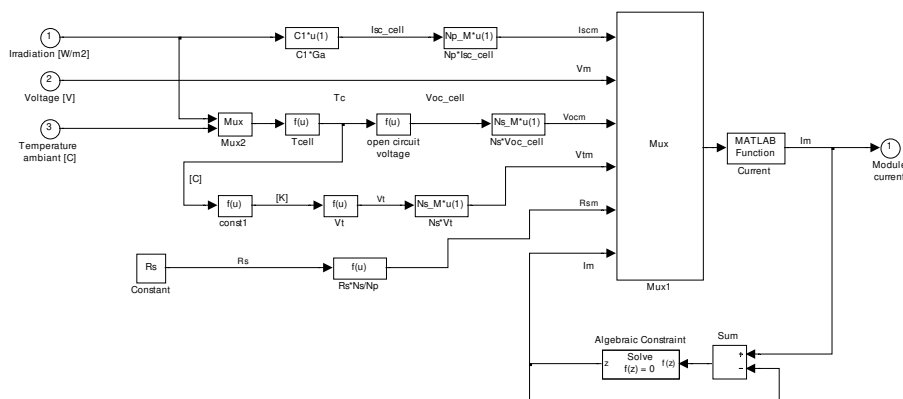 1
Irradiation [W/m2]
C1*u(1)
C1*Ga
Isc_cell
Np_M*u(1)
Np*Isc_cell
Iscm
2
Voltage [V]
Vm
3
Temperature
ambiant [C]
Mux
Mux2
f(u)
Tcell
Tc
f(u)
open circuit
voltage
Voc_cell
Ns_M*u(1)
Ns*Voc_cell
Vocm
[C]
f(u)
const1
[K]
f(u)
Vt
Vt
Ns_M*u(1)
Ns*Vt
Vtm
Rs
Constant
Rs
f(u)
Rs*Ns/Np
Rsm
Im
Mux
Mux1
MATLAB
Function
Current
Im
1
Module
current
Algebraic Constraint
z
Solve
f(z) = 0
f(z)
Sum
+
−